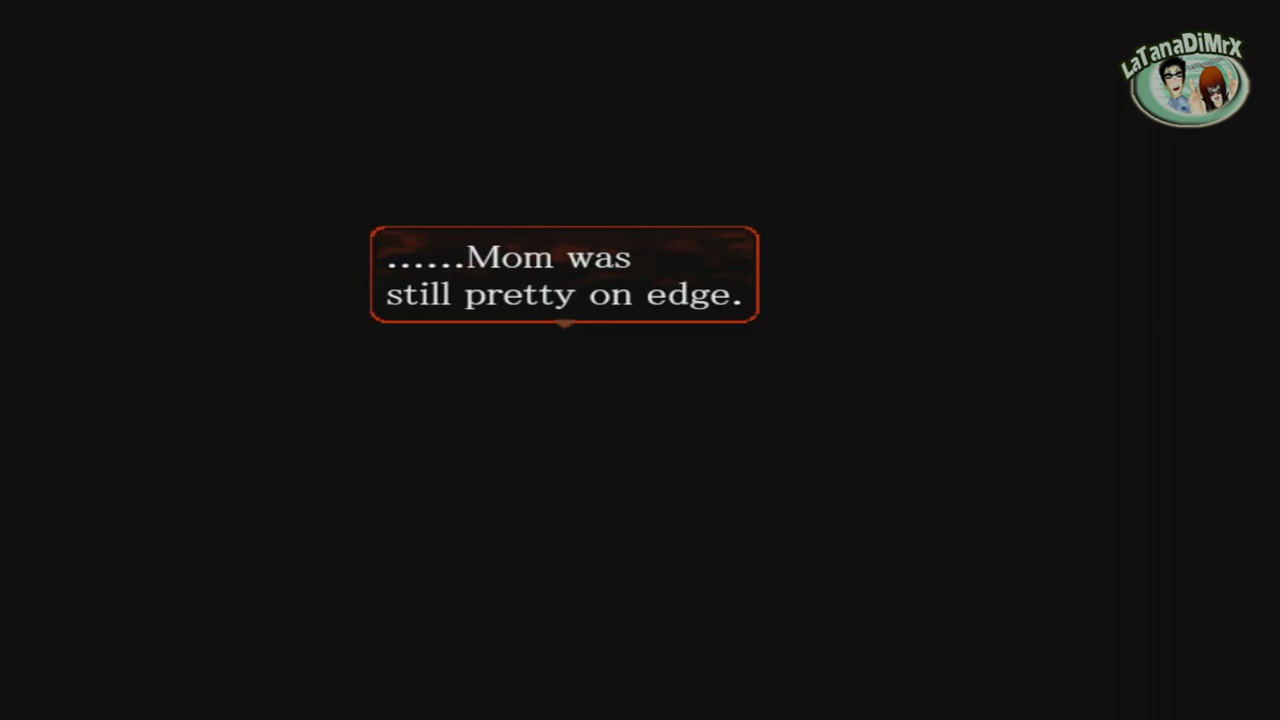 LaTanaDiMrX
......Mom was
still pretty on edge.